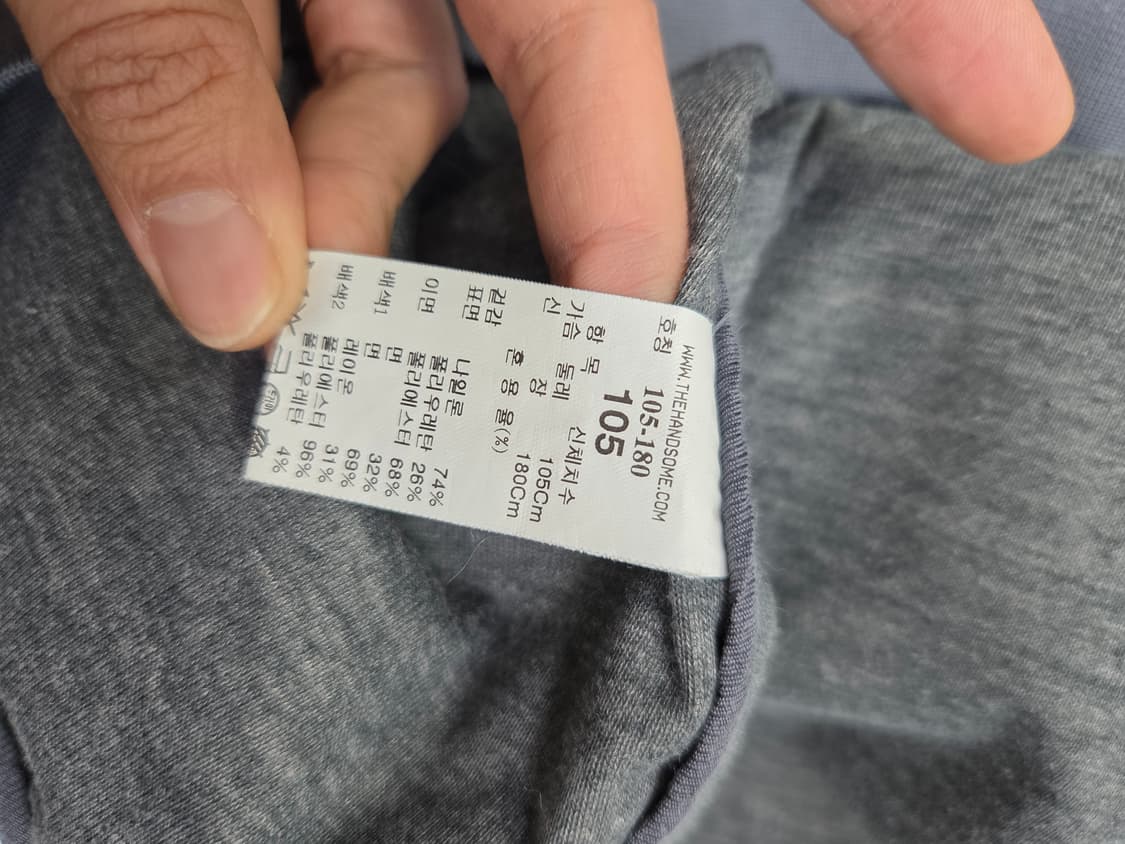 WWW.THEHANDSOME.COM
호칭 105-180
105
항 목 신체치수
가슴 둘레 105Cm
신 장 180Cm
혼 용 율(%)
겉감
표면 나일론 74%
폴리우레탄 26%
이면 폴리에스터 68%
면 32%
배색1 면 69%
레이온 31%
배색2 폴리에스터 96%
폴리우레탄 4%